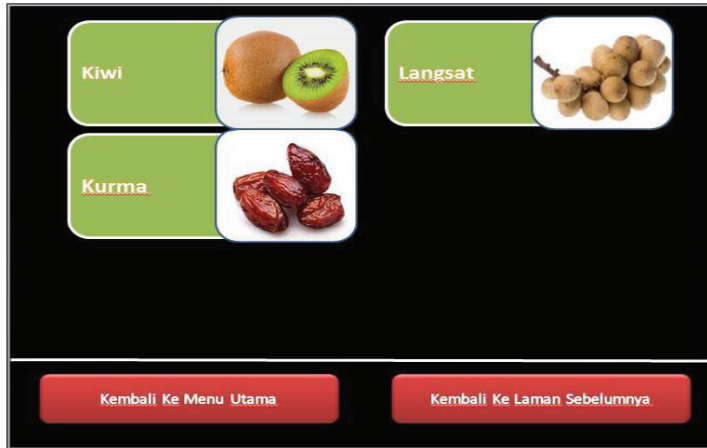 Kiwi
Langsat
Kurma
Kembali Ke Menu Utama
Kembali Ke Laman Sebelumnya